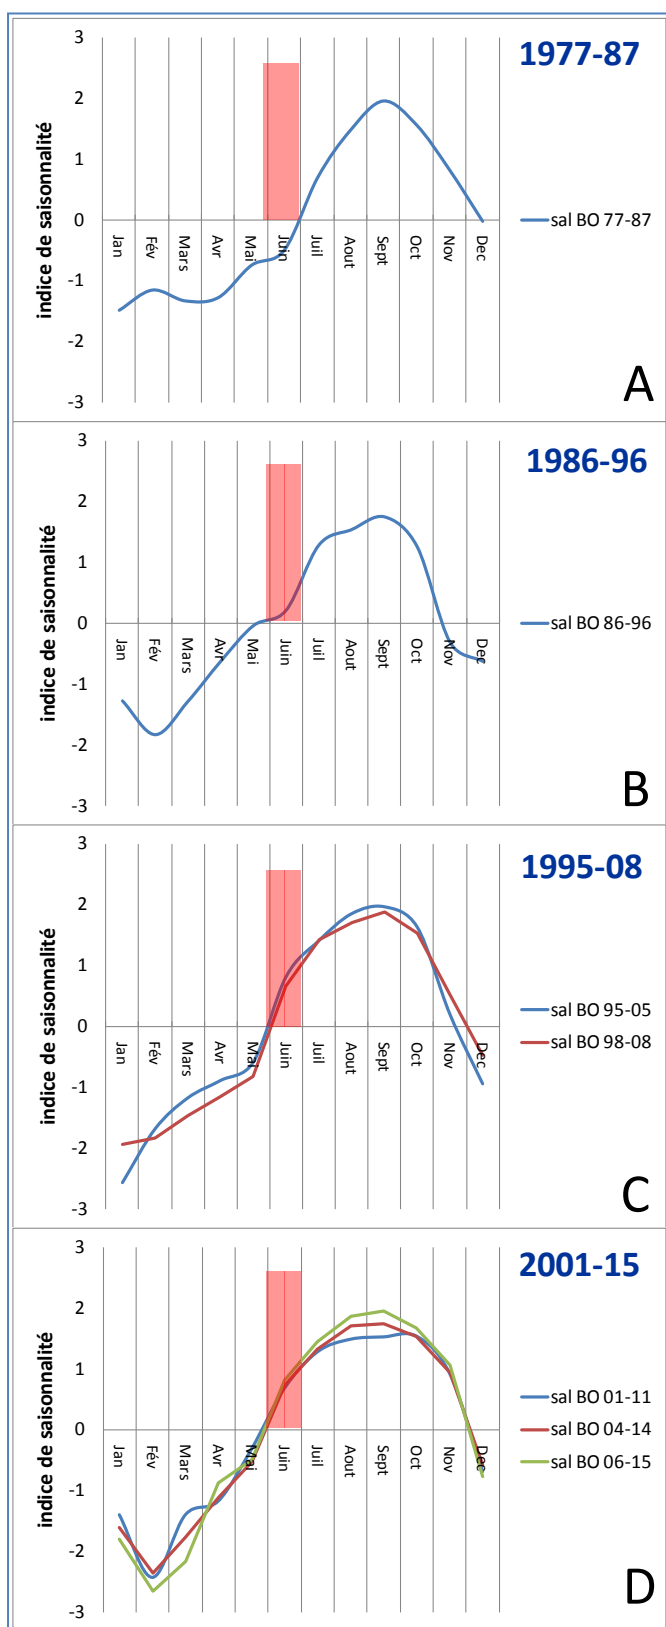 1977-87
indice de saisonnalité
3
2
1
0
-1
-2
-3
Jan
Fév
Mars
Avr
Mai
Juin
Juil
Aout
Sept
Oct
Nov
Dec
sal BO 77-87
A
1986-96
indice de saisonnalité
3
2
1
0
-1
-2
-3
Jan
Fév
Mars
Avr
Mai
Juin
Juil
Aout
Sept
Oct
Nov
Dec
sal BO 86-96
B
1995-08
indice de saisonnalité
3
2
1
0
-1
-2
-3
Jan
Fév
Mars
Avr
Mai
Juin
Juil
Aout
Sept
Oct
Nov
Dec
sal BO 95-05
sal BO 98-08
C
2001-15
indice de saisonnalité
3
2
1
0
-1
-2
-3
Jan
Fév
Mars
Avr
Mai
Juin
Juil
Aout
Sept
Oct
Nov
Dec
sal BO 01-11
sal BO 04-14
sal BO 06-15
D